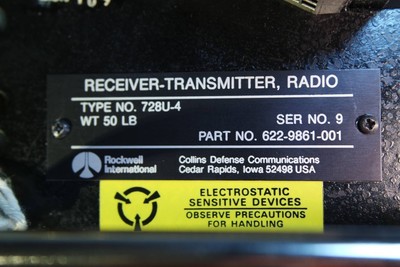 RECEIVER-TRANSMITTER, RADIO
TYPE NO. 728U-4
WT 50 LB
SER NO. 9
PART NO. 622-9861-001
Rockwell
International
Collins Defense Communications
Cedar Rapids, Iowa 52498 USA
ELECTROSTATIC
SENSITIVE DEVICES
OBSERVE PRECAUTIONS
FOR HANDLING